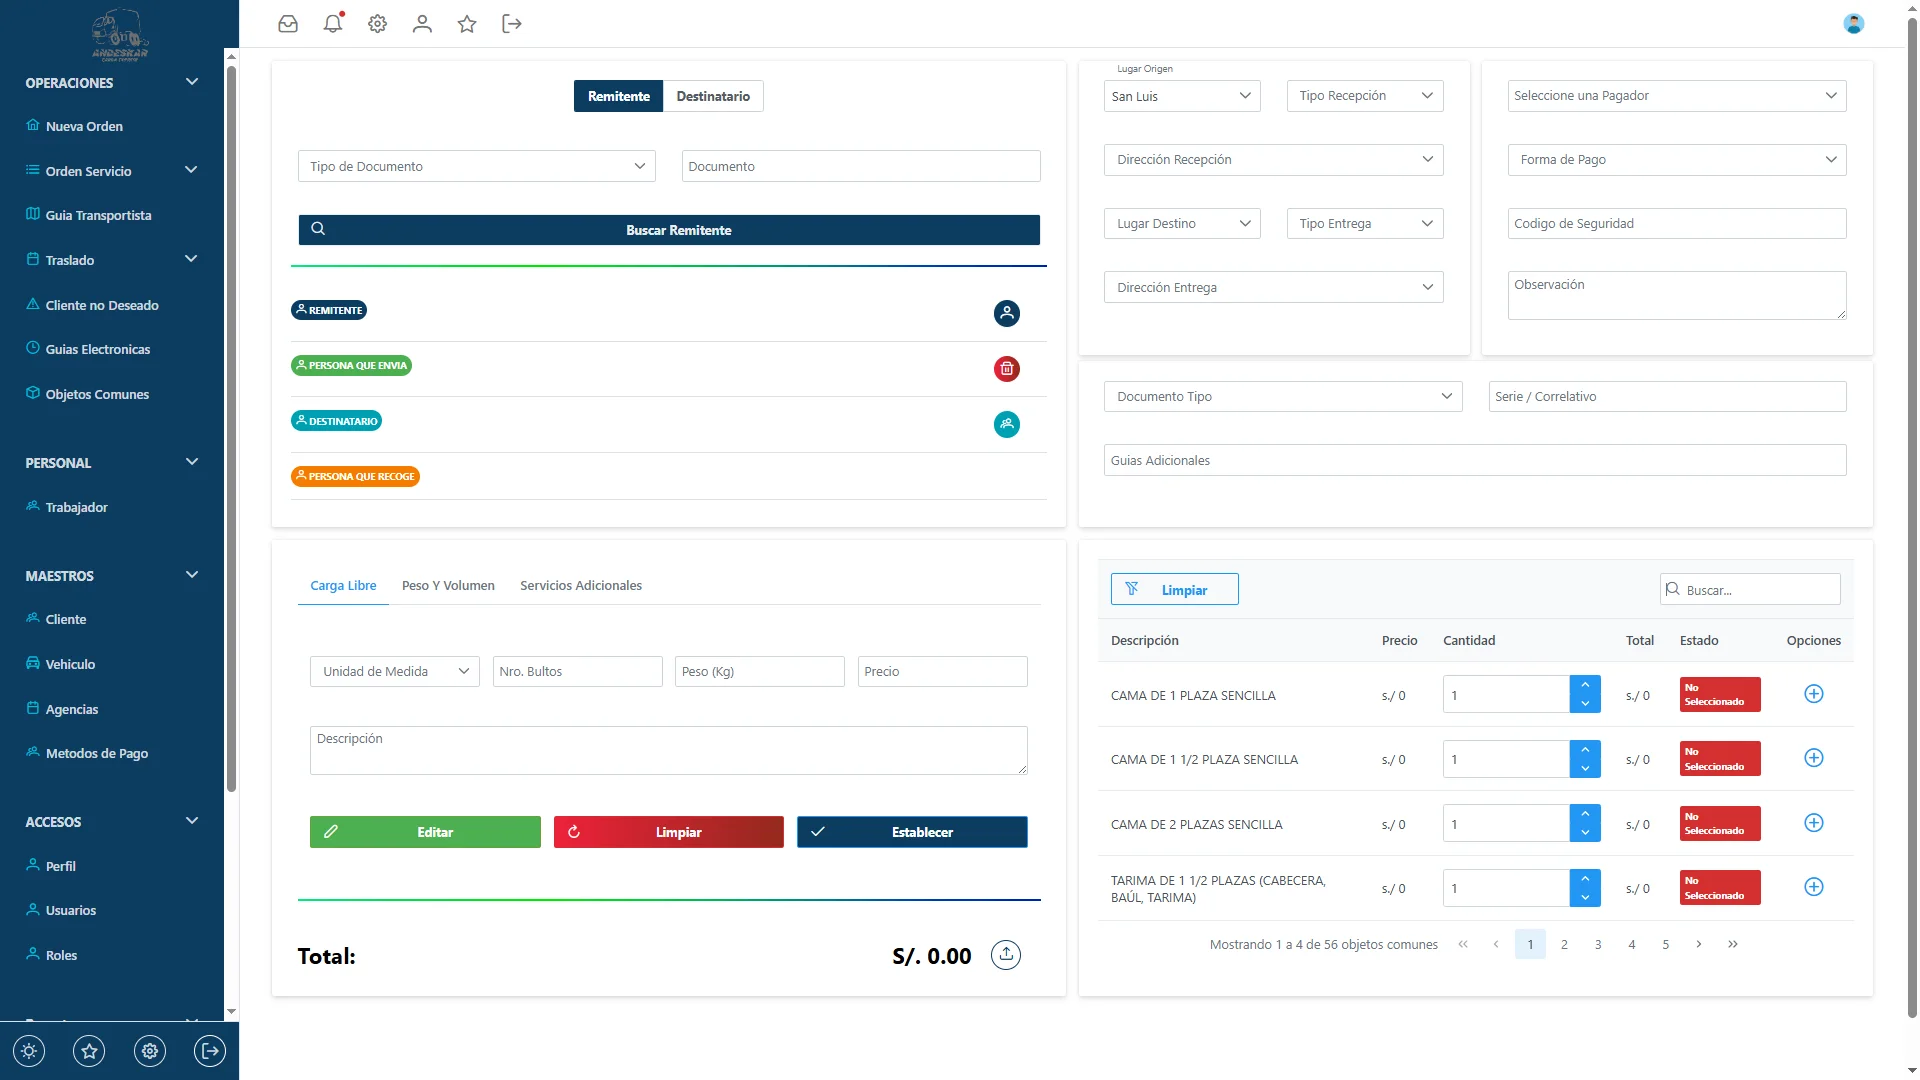 ANDESKAR
OPERACIONES
Nueva Orden
Orden Servicio
Guia Transportista
Traslado
Cliente no Deseado
Guias Electronicas
Objetos Comunes
PERSONAL
Trabajador
MAESTROS
Cliente
Vehiculo
Agencias
Metodos de Pago
ACCESOS
Perfil
Usuarios
Roles
Remitente
Destinatario
Tipo de Documento
Documento
Buscar Remitente
REMITENTE
PERSONA QUE ENVIA
DESTINATARIO
PERSONA QUE RECOGE
Lugar Origen
San Luis
Tipo Recepción
Dirección Recepción
Lugar Destino
Tipo Entrega
Dirección Entrega
Seleccione una Pagador
Forma de Pago
Codigo de Seguridad
Observación
Documento Tipo
Serie / Correlativo
Guias Adicionales
Carga Libre
Peso Y Volumen
Servicios Adicionales
Unidad de Medida
Nro. Bultos
Peso (Kg)
Precio
Descripción
Editar
Limpiar
Establecer
Total:
S/. 0.00
Limpiar
Buscar...
Descripción Precio Cantidad Total Estado Opciones
CAMA DE 1 PLAZA SENCILLA s./ 0 1 s./ 0 No
Seleccionado
CAMA DE 1 1/2 PLAZA SENCILLA s./ 0 1 s./ 0 No
Seleccionado
CAMA DE 2 PLAZAS SENCILLA s./ 0 1 s./ 0 No
Seleccionado
TARIMA DE 1 1/2 PLAZAS (CABECERA,
BAÚL, TARIMA) s./ 0 1 s./ 0 No
Seleccionado
Mostrando 1 a 4 de 56 objetos comunes « ‹ 1 2 3 4 5 › »